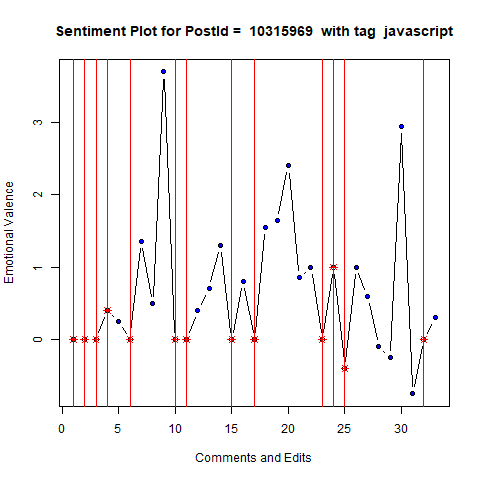 Sentiment Plot for PostId =  10315969  with tag  javascript
Emotional Valence
3
2
1
0
0 5 10 15 20 25 30
Comments and Edits